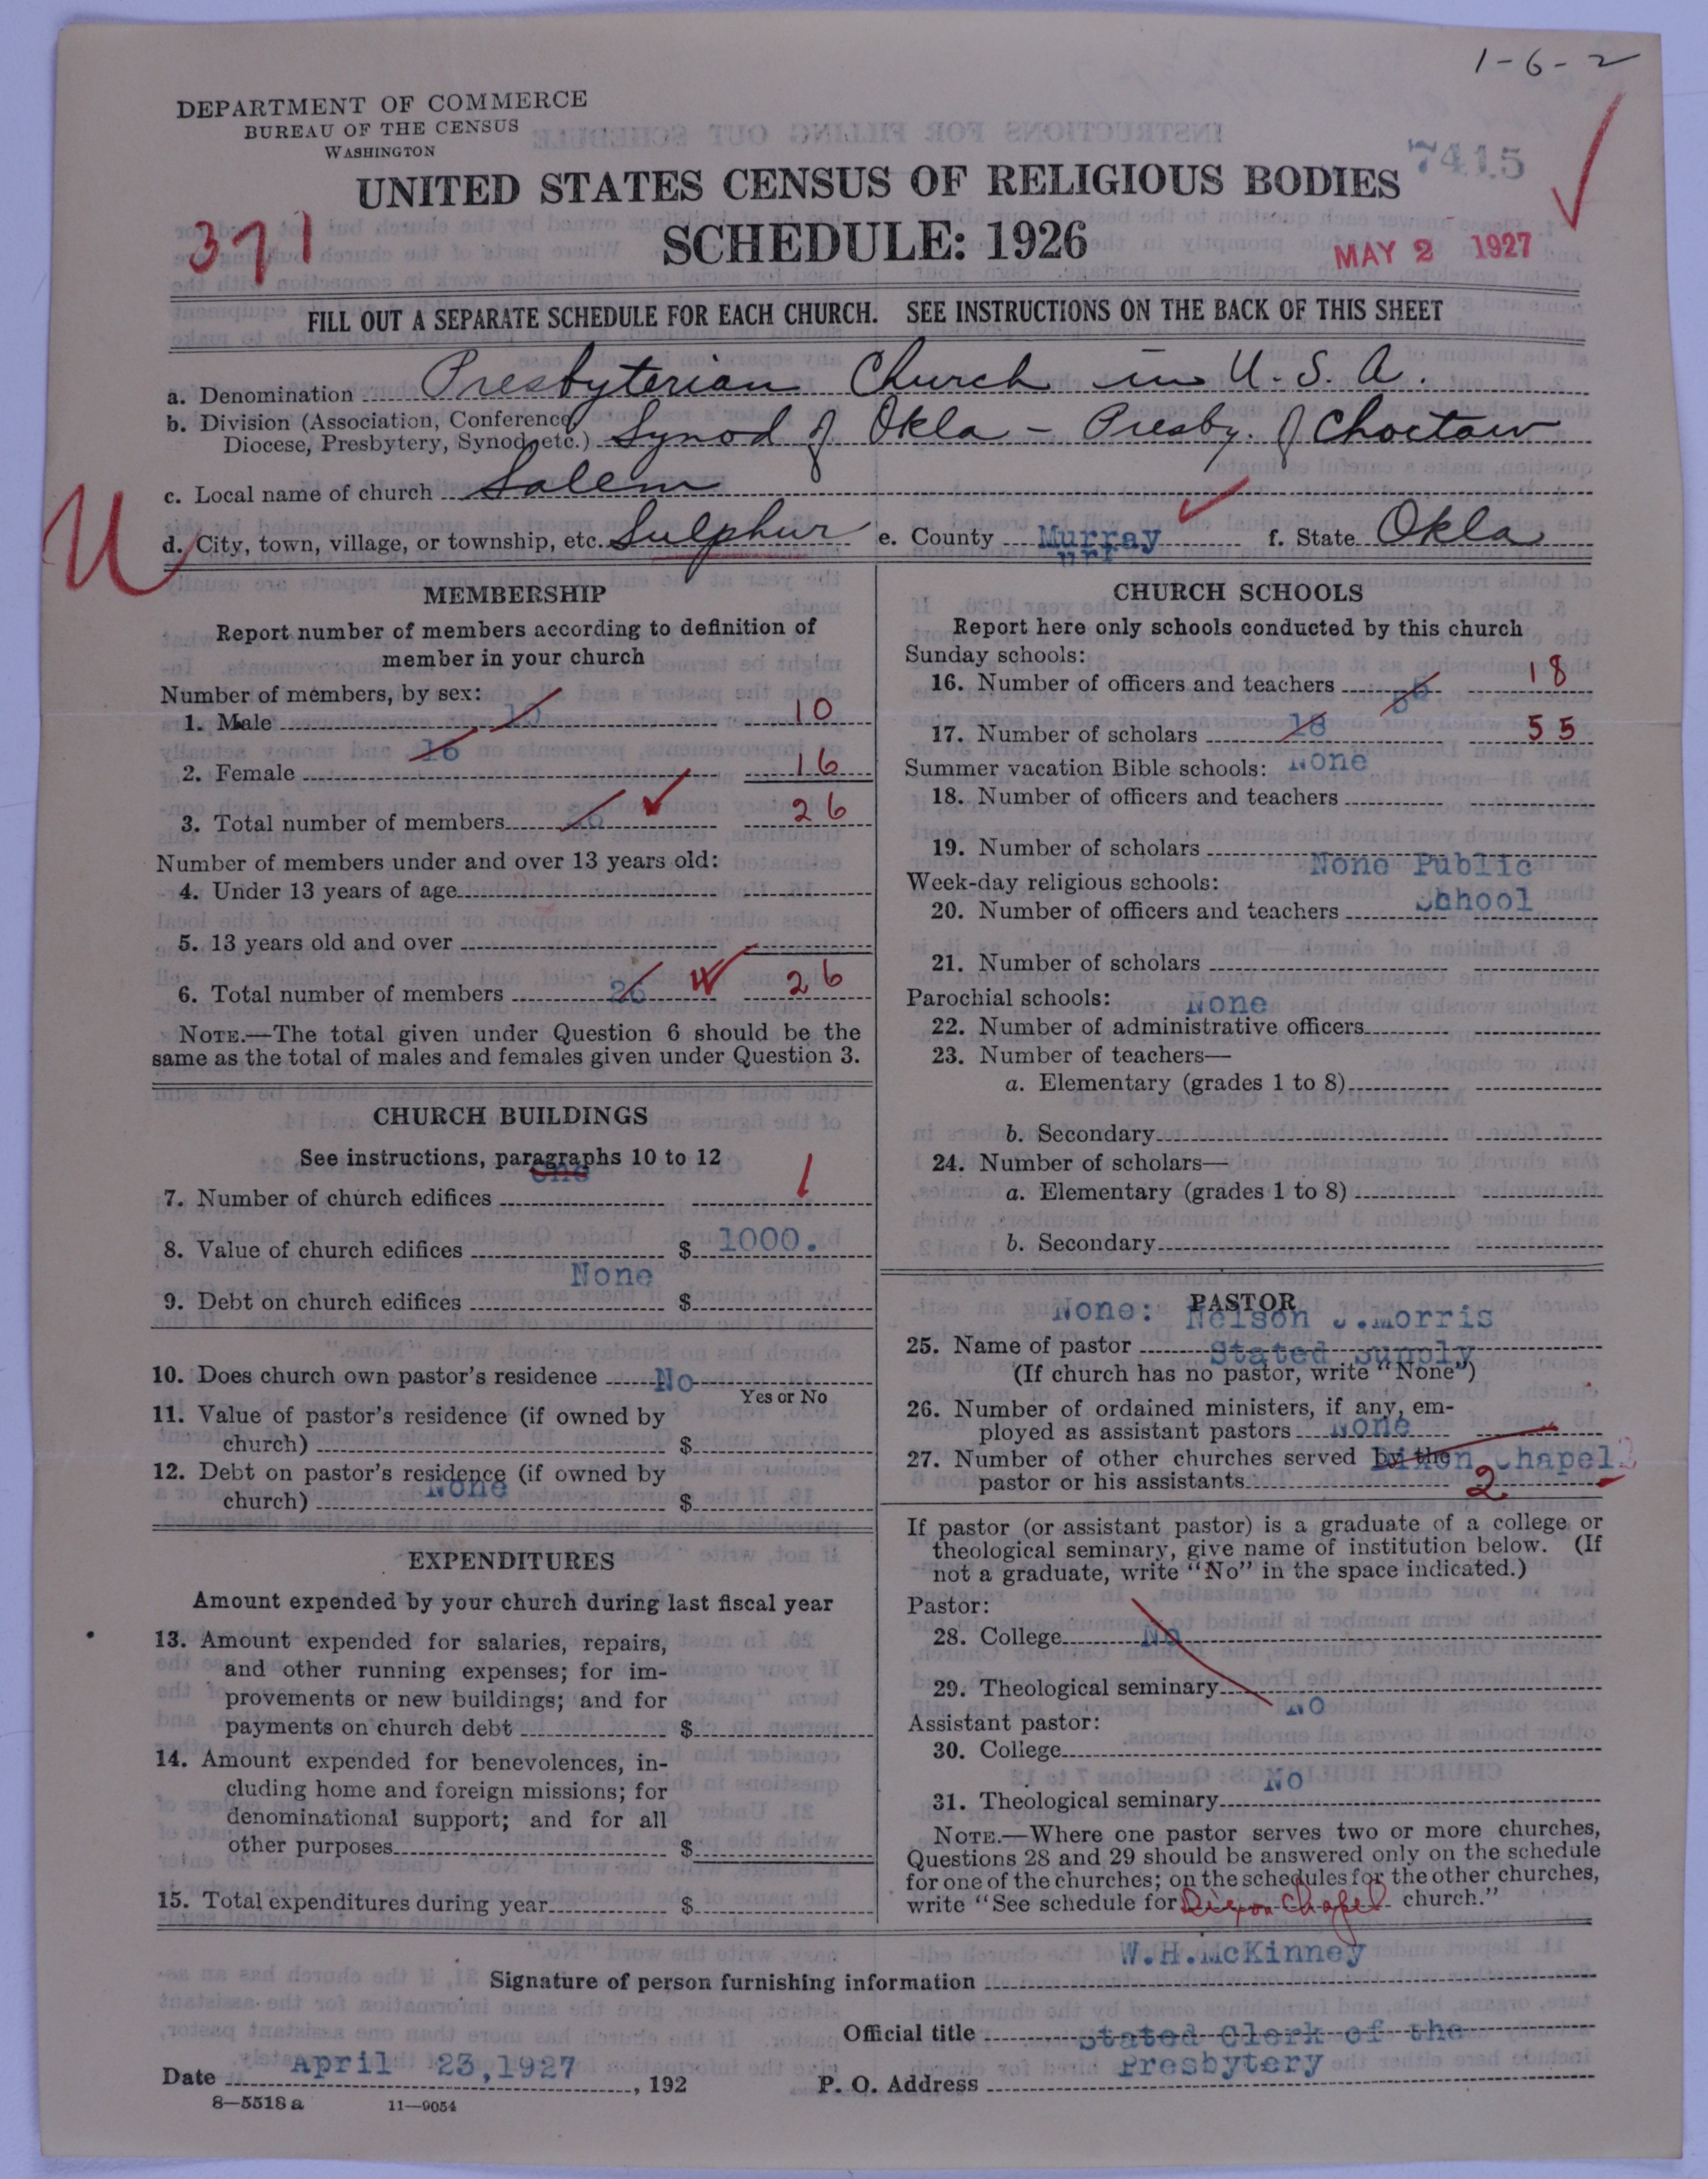 1-6-2
DEPARTMENT OF COMMERCE
BUREAU OF THE CENSUS
WASHINGTON
7415
UNITED STATES CENSUS OF RELIGIOUS BODIES
371
SCHEDULE: 1926
MAY 2 1927
FILL OUT A SEPARATE SCHEDULE FOR EACH CHURCH. SEE INSTRUCTIONS ON THE BACK OF THIS SHEET
a. Denomination Presbyterian Church in U.S.A.
b. Division (Association, Conference,
Diocese, Presbytery, Synod, etc.) Synod of Okla - Presby. of Choctaw
c. Local name of church Salem
d. City, town, village, or township, etc. Sulphur e. County Murray f. State Okla
MEMBERSHIP
Report number of members according to definition of
member in your church
Number of members, by sex:
1. Male 10 10
2. Female 16 16
3. Total number of members 26 26
Number of members under and over 13 years old:
4. Under 13 years of age
5. 13 years old and over
6. Total number of members 26 26
NOTE.—The total given under Question 6 should be the
same as the total of males and females given under Question 3.
CHURCH BUILDINGS
See instructions, paragraphs 10 to 12
7. Number of church edifices One 1
8. Value of church edifices $ 1000.
9. Debt on church edifices None $
10. Does church own pastor's residence No
Yes or No
11. Value of pastor's residence (if owned by
church) $
12. Debt on pastor's residence (if owned by
church) None $
EXPENDITURES
Amount expended by your church during last fiscal year
13. Amount expended for salaries, repairs,
and other running expenses; for im-
provements or new buildings; and for
payments on church debt $
14. Amount expended for benevolences, in-
cluding home and foreign missions; for
denominational support; and for all
other purposes $
15. Total expenditures during year $
CHURCH SCHOOLS
Report here only schools conducted by this church
Sunday schools:
16. Number of officers and teachers 18
17. Number of scholars 18 55
Summer vacation Bible schools: None
18. Number of officers and teachers
19. Number of scholars
None Public
Week-day religious schools:
20. Number of officers and teachers School
21. Number of scholars
Parochial schools: None
22. Number of administrative officers
23. Number of teachers—
a. Elementary (grades 1 to 8)
b. Secondary
24. Number of scholars—
a. Elementary (grades 1 to 8)
b. Secondary
PASTOR
None: Nelson J. Morris
25. Name of pastor Stated Supply
(If church has no pastor, write "None")
26. Number of ordained ministers, if any, em-
ployed as assistant pastors None
27. Number of other churches served by the Dixon Chapel
pastor or his assistants 2
If pastor (or assistant pastor) is a graduate of a college or
theological seminary, give name of institution below. (If
not a graduate, write "No" in the space indicated.)
Pastor:
28. College No
29. Theological seminary No
Assistant pastor:
30. College
No
31. Theological seminary
NOTE.—Where one pastor serves two or more churches,
Questions 28 and 29 should be answered only on the schedule
for one of the churches; on the schedules for the other churches,
write "See schedule for Dixon Chapel church."
W.H.McKinney
Signature of person furnishing information
Official title Stated Clerk of the
Presbytery
Date April 23,1927, 192 P. O. Address
8—5518 a 11—9054